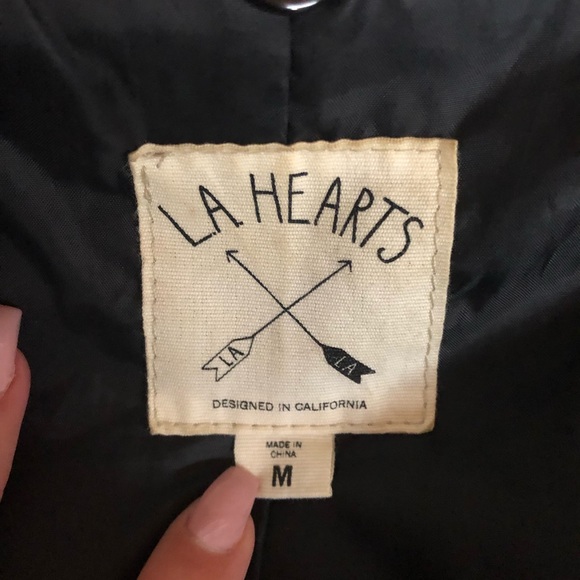 L.A. HEARTS
LA LA
DESIGNED IN CALIFORNIA
MADE IN
CHINA
M